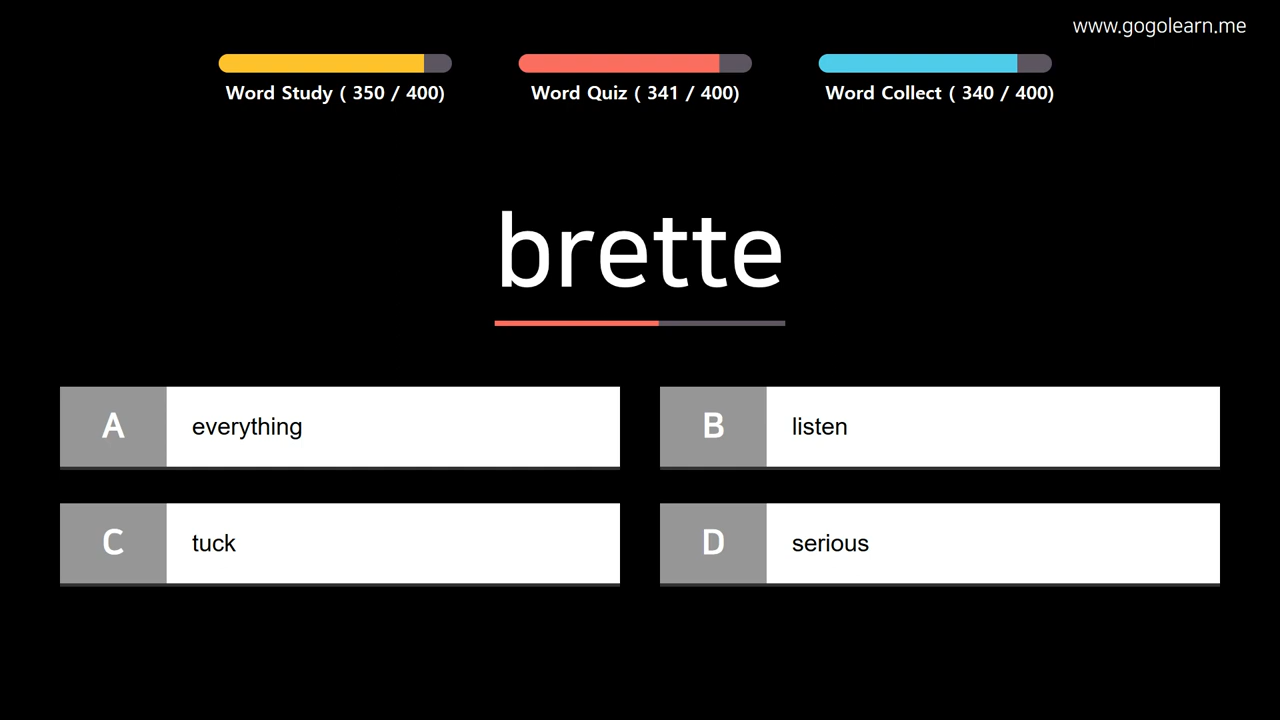 www.gogolearn.me
Word Study ( 350 / 400)
Word Quiz ( 341 / 400)
Word Collect ( 340 / 400)
brette
A everything
B listen
C tuck
D serious